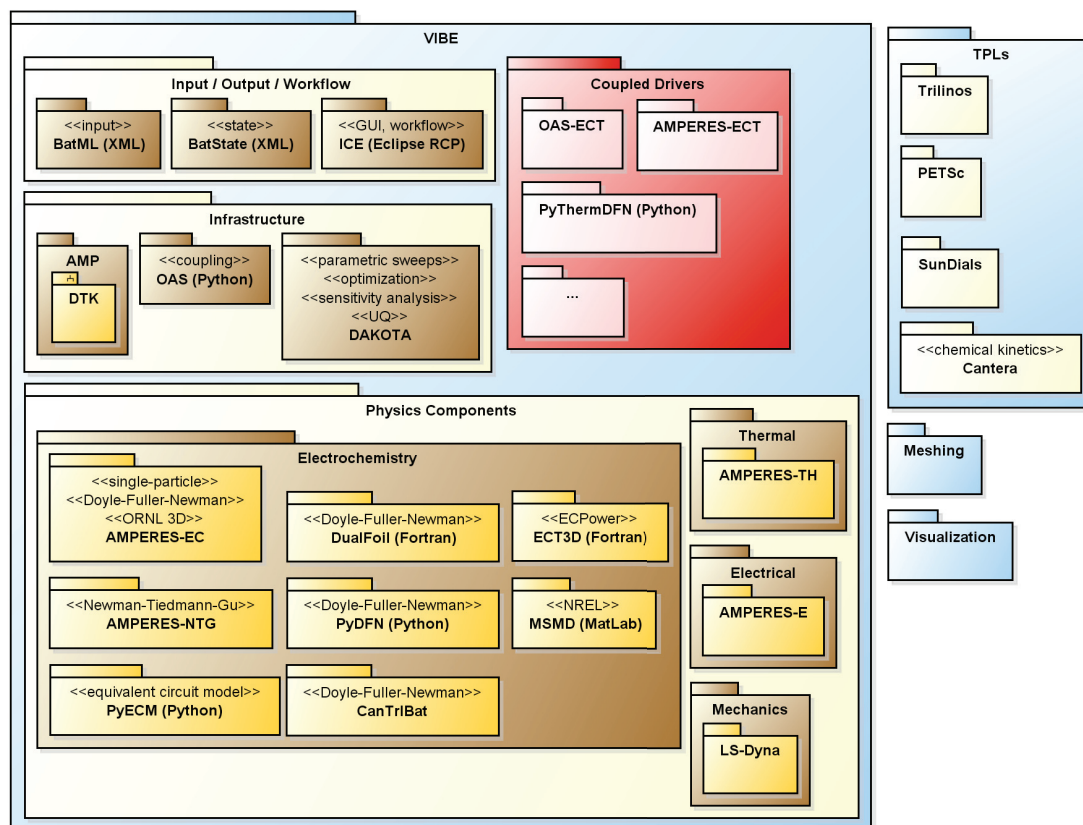 VIBE
Input / Output / Workflow
<<input>>
BatML (XML)
<<state>>
BatState (XML)
<<GUI, workflow>>
ICE (Eclipse RCP)
Infrastructure
AMP
DTK
<<coupling>>
OAS (Python)
<<parametric sweeps>>
<<optimization>>
<<sensitivity analysis>>
<<UQ>>
DAKOTA
Coupled Drivers
OAS-ECT
AMPERES-ECT
PyThermDFN (Python)
...
Physics Components
Electrochemistry
<<single-particle>>
<<Doyle-Fuller-Newman>>
<<ORNL 3D>>
AMPERES-EC
<<Doyle-Fuller-Newman>>
DualFoil (Fortran)
<<ECPower>>
ECT3D (Fortran)
<<Newman-Tiedmann-Gu>>
AMPERES-NTG
<<Doyle-Fuller-Newman>>
PyDFN (Python)
<<NREL>>
MSMD (MatLab)
<<equivalent circuit model>>
PyECM (Python)
<<Doyle-Fuller-Newman>>
CanTrIBat
Thermal
AMPERES-TH
Electrical
AMPERES-E
Mechanics
LS-Dyna
TPLs
Trilinos
PETSc
SunDials
<<chemical kinetics>>
Cantera
Meshing
Visualization